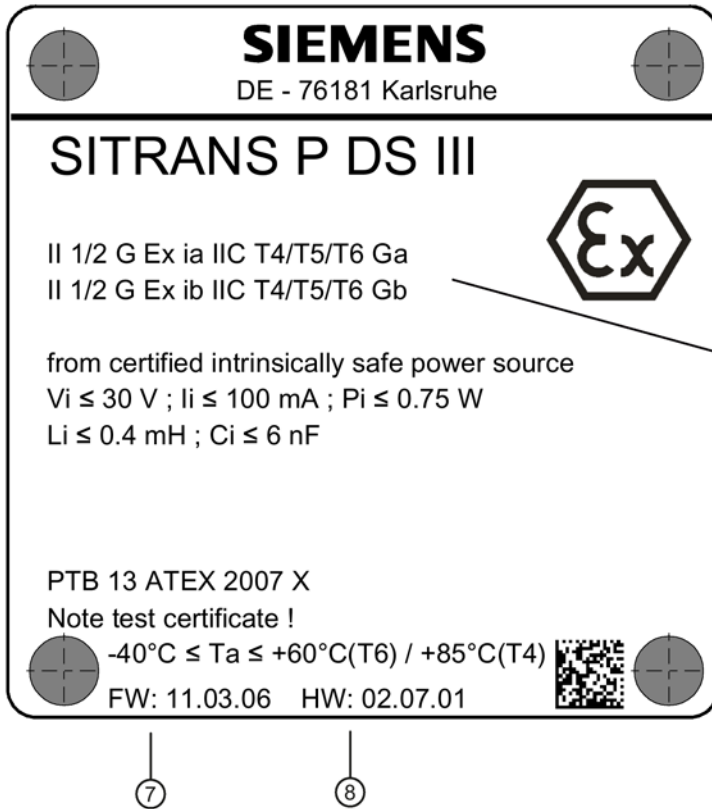 SIEMENS
DE - 76181 Karlsruhe
SITRANS P DS III
Ex
II 1/2 G Ex ia IIC T4/T5/T6 Ga
II 1/2 G Ex ib IIC T4/T5/T6 Gb
from certified intrinsically safe power source
Vi ≤ 30 V ; Ii ≤ 100 mA ; Pi ≤ 0.75 W
Li ≤ 0.4 mH ; Ci ≤ 6 nF
PTB 13 ATEX 2007 X
Note test certificate !
-40°C ≤ Ta ≤ +60°C(T6) / +85°C(T4)
FW: 11.03.06 HW: 02.07.01
7 8